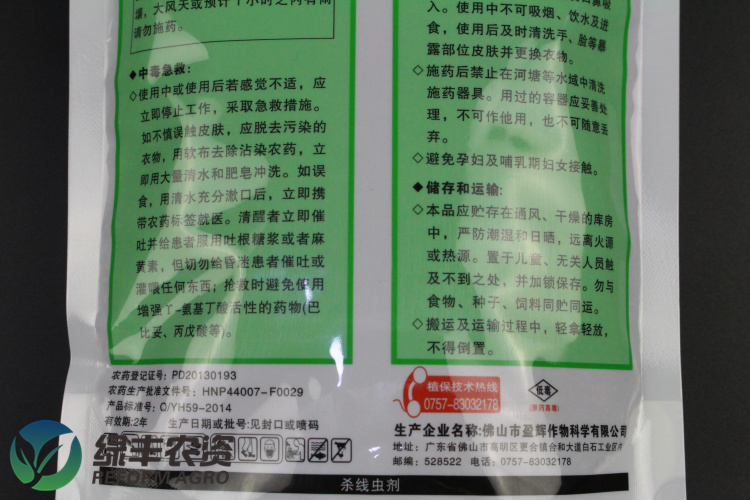 壤，大风天或预计1小时之内有雨
请勿施药。
◆中毒急救：
◇使用中或使用后若感觉不适，应
立即停止工作，采取急救措施。
如不慎误触皮肤，应脱去污染的
衣物，用软布去除沾染农药，立
即用大量清水和肥皂冲洗。如误
食，用清水充分漱口后，立即携
带农药标签就医。清醒者立即催
吐并给患者服用吐根糖浆或者麻
黄素，但切勿给昏迷患者催吐或
灌喂任何东西；抢救时避免使用
增强丫-氨基丁酸活性的药物(巴
比妥、丙戊酸等)。
入。使用中不可吸烟、饮水及进
食，使用后及时清洗手、脸等暴
露部位皮肤并更换衣物。
◇施药后禁止在河塘等水域中清洗
施药器具。用过的容器应妥善处
理，不可作他用，也不可随意丢
弃。
◇避免孕妇及哺乳期妇女接触。
◆储存和运输：
◇本品应贮存在通风、干燥的库房
中，严防潮湿和日晒，远离火源
或热源。置于儿童、无关人员触
及不到之处，并加锁保存。勿与
食物、种子、饲料同贮同运。
◇搬运及运输过程中，轻拿轻放，
不得倒置。
农药登记证号：PD20130193
农药生产批准文件号：HNP44007-F0029
产品标准号：Q/YH59-2014
有效期：2年 生产日期或批号：见封口或喷码
植保技术热线
0757-83032178
低毒
(原药高毒)
生产企业名称：佛山市盈辉作物科学有限公司
地址：广东省佛山市高明区更合镇合和大道白石工业区内
邮编：528522 电话：0757-83032178
杀线虫剂
绿丰农资
REFORM AGRO